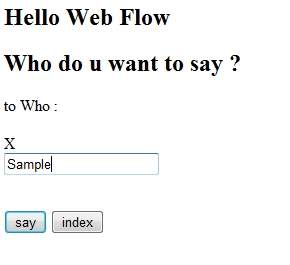 Hello Web Flow
Who do u want to say ?
to Who :
X
Sample
say index